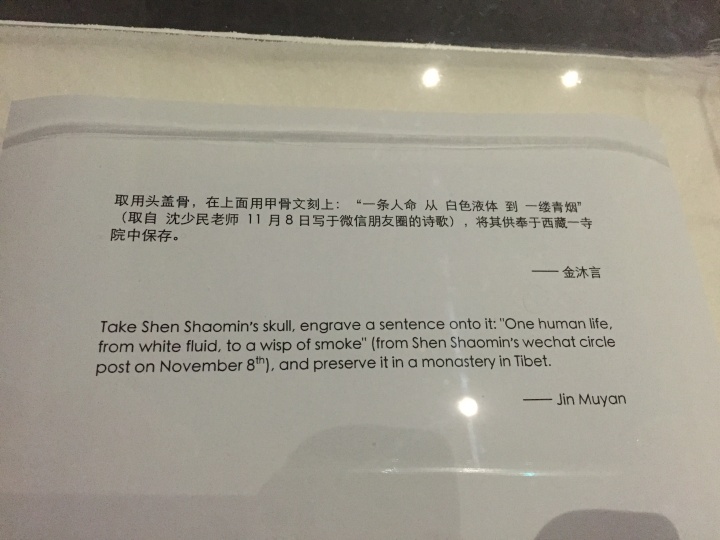 取用头盖骨，在上面用甲骨文刻上：“一条人命 从 白色液体 到 一缕青烟”
（取自 沈少民老师 11 月 8 日写于微信朋友圈的诗歌），将其供奉于西藏一寺
院中保存。
—— 金沐言
Take Shen Shaomin's skull, engrave a sentence onto it: "One human life,
from white fluid, to a wisp of smoke" (from Shen Shaomin's wechat circle
post on November 8th), and preserve it in a monastery in Tibet.
—— Jin Muyan